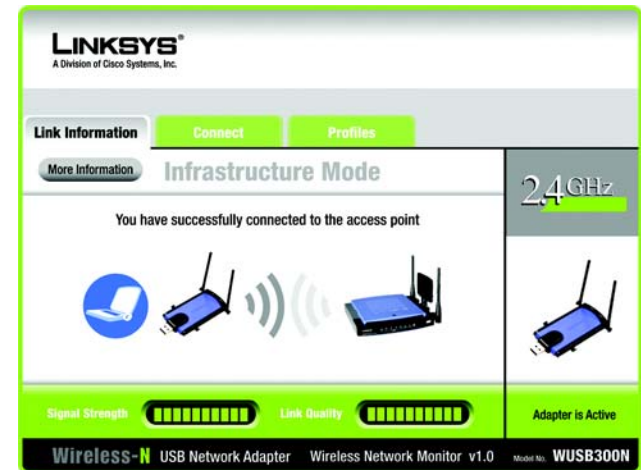 LINKSYS®
A Division of Cisco Systems, Inc.
Link Information Connect Profiles
More Information Infrastructure Mode
2.4GHz
You have successfully connected to the access point
Signal Strength Link Quality Adapter is Active
Wireless-N USB Network Adapter Wireless Network Monitor v1.0 Model No. WUSB300N